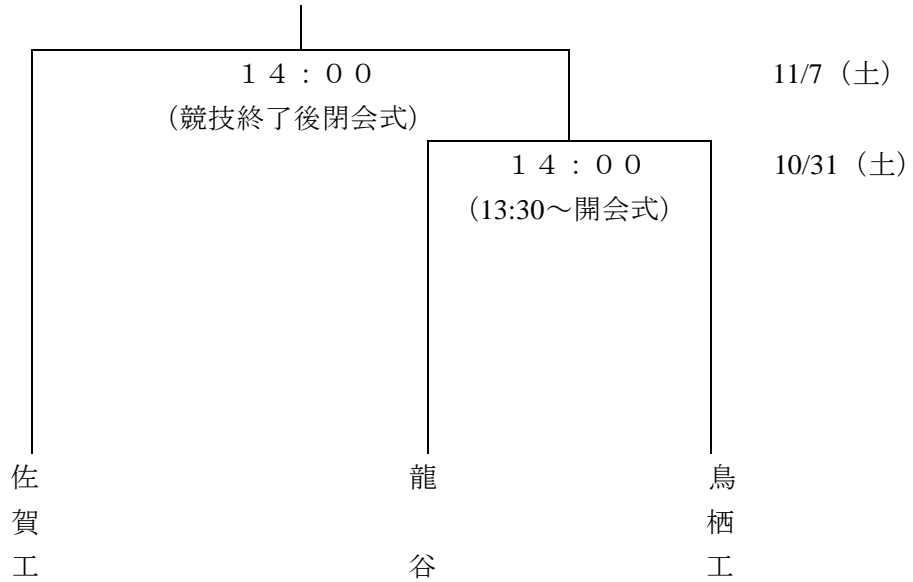 １４：００
11/7（土）
（競技終了後閉会式）
１４：００
10/31（土）
（13:30～開会式）
佐賀工
龍谷
鳥栖工